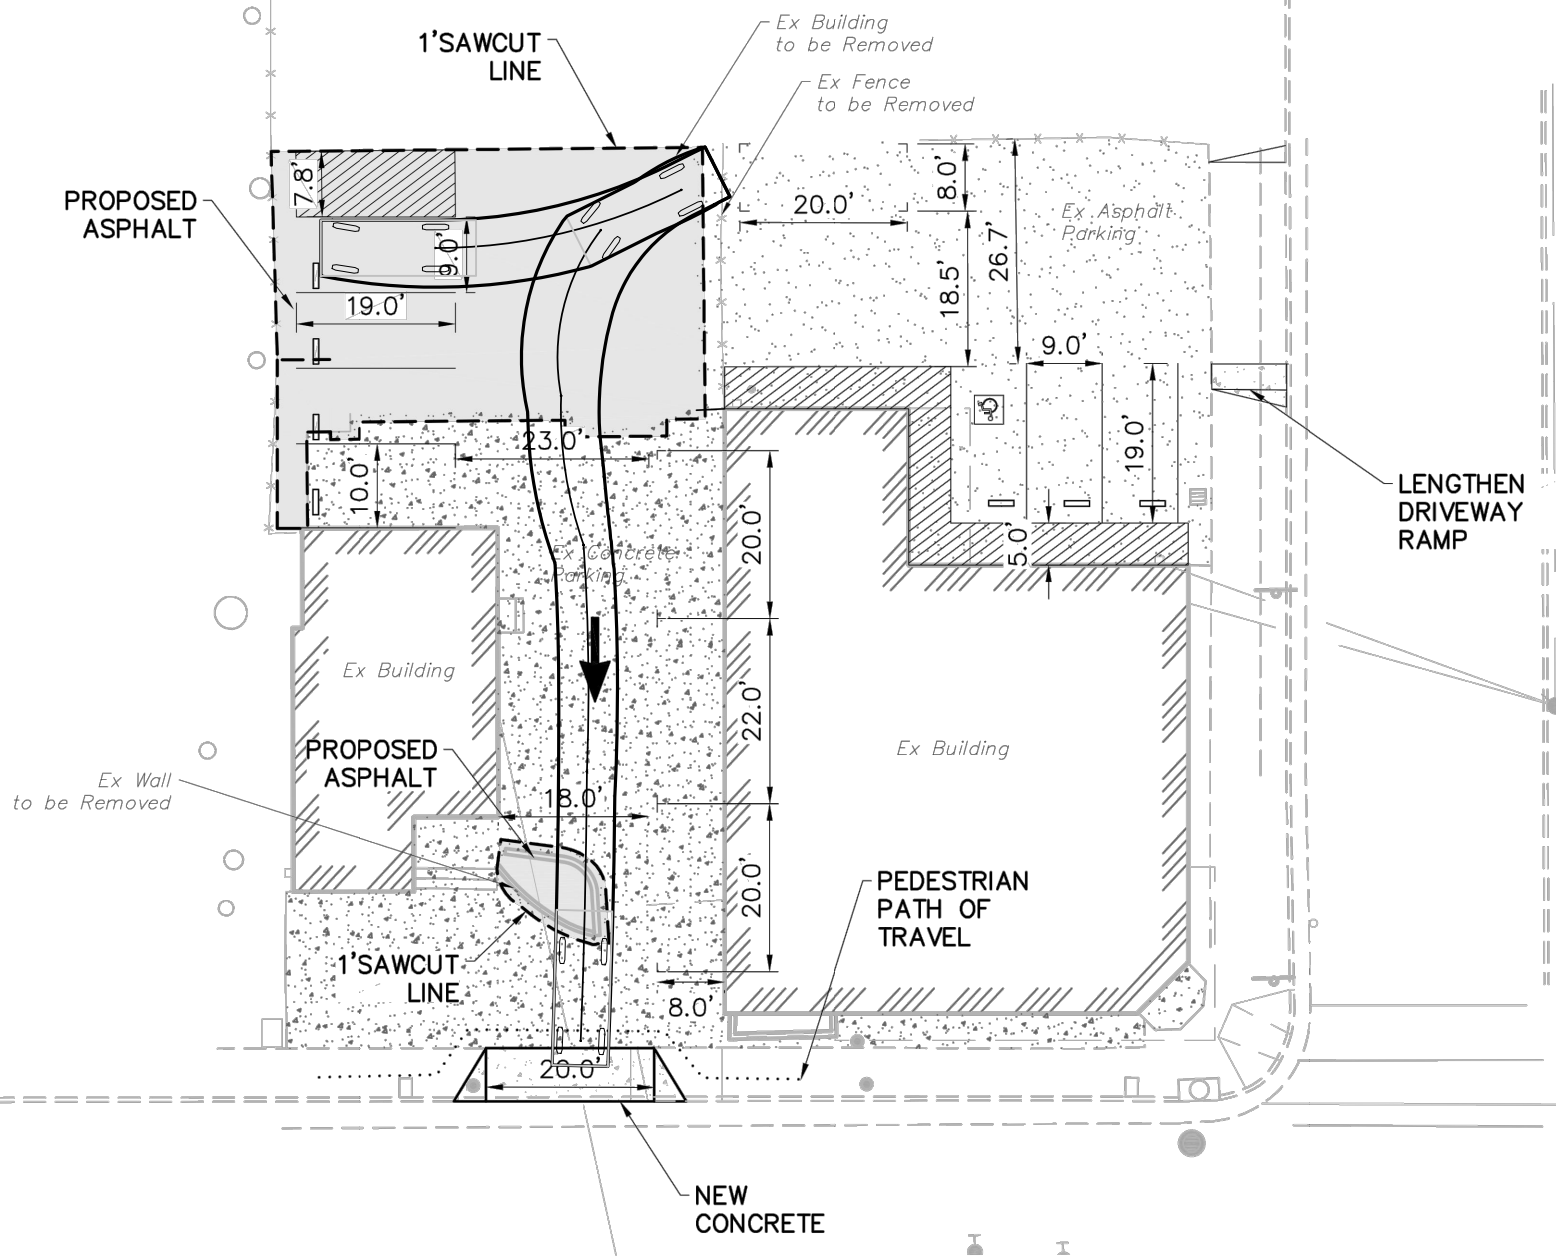 Ex Building
to be Removed
1'SAWCUT
LINE
Ex Fence
to be Removed
7.8'
8.0'
PROPOSED
ASPHALT
20.0'
Ex Asphalt
Parking
9.0'
26.7'
18.5'
19.0'
9.0'
23.0'
19.0'
10.0'
LENGTHEN
DRIVEWAY
RAMP
20.0'
5.0'
Ex Concrete
Parking
Ex Building
22.0'
PROPOSED
ASPHALT
Ex Building
Ex Wall
to be Removed
18.0'
20.0'
PEDESTRIAN
PATH OF
TRAVEL
1'SAWCUT
LINE
8.0'
20.0'
NEW
CONCRETE